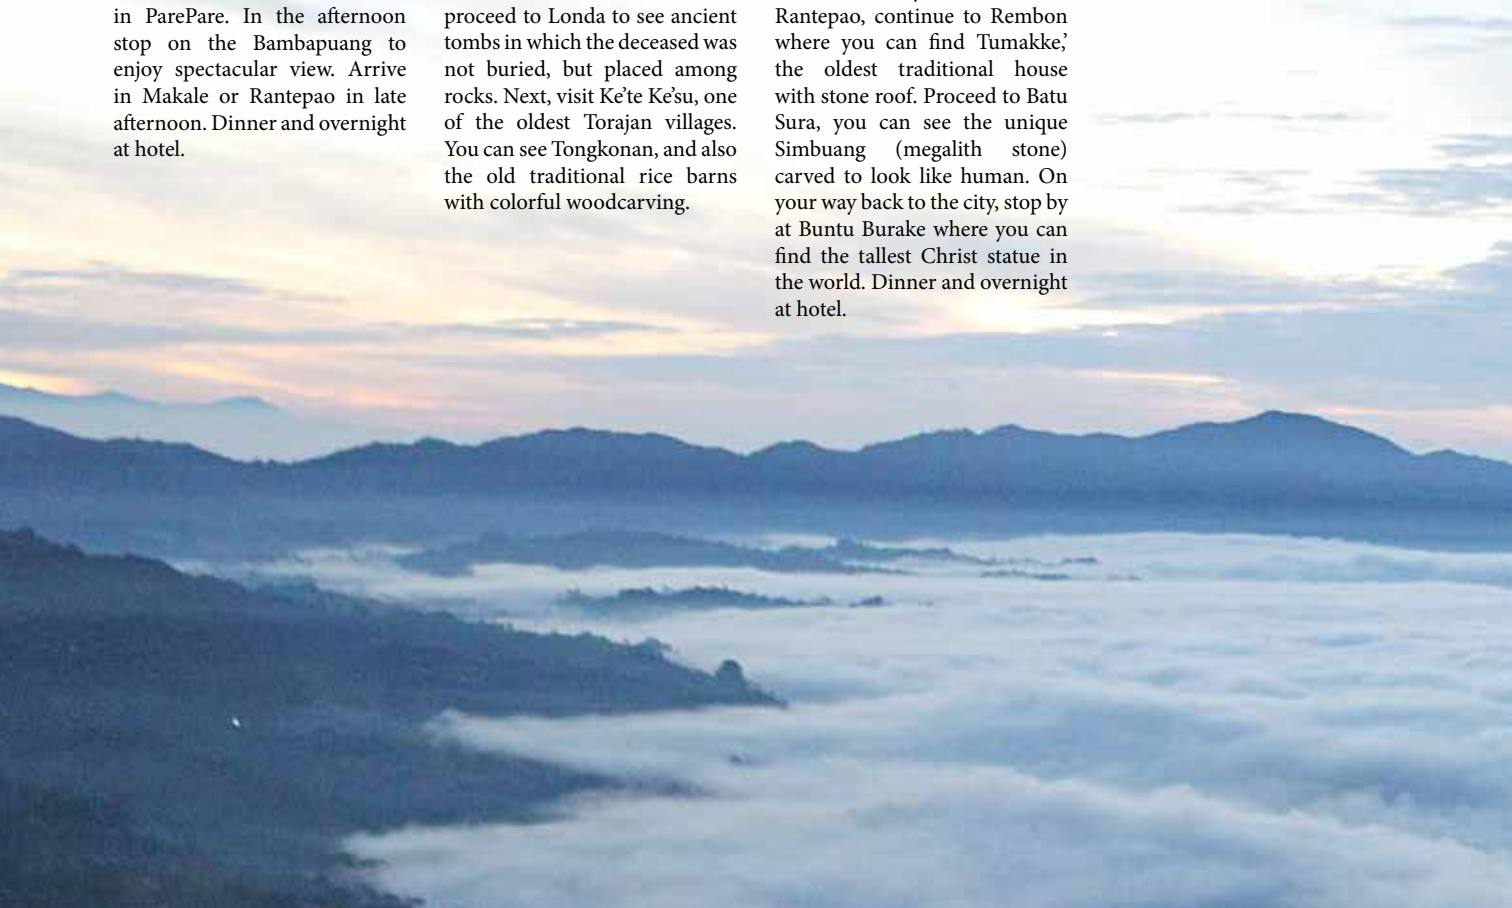 in ParePare. In the afternoon
stop on the Bambapuang to
enjoy spectacular view. Arrive
in Makale or Rantepao in late
afternoon. Dinner and overnight
at hotel.
proceed to Londa to see ancient
tombs in which the deceased was
not buried, but placed among
rocks. Next, visit Ke’te Ke’su, one
of the oldest Torajan villages.
You can see Tongkonan, and also
the old traditional rice barns
with colorful woodcarving.
Rantepao, continue to Rembon
where you can find Tumakke,’
the oldest traditional house
with stone roof. Proceed to Batu
Sura, you can see the unique
Simbuang (megalith stone)
carved to look like human. On
your way back to the city, stop by
at Buntu Burake where you can
find the tallest Christ statue in
the world. Dinner and overnight
at hotel.